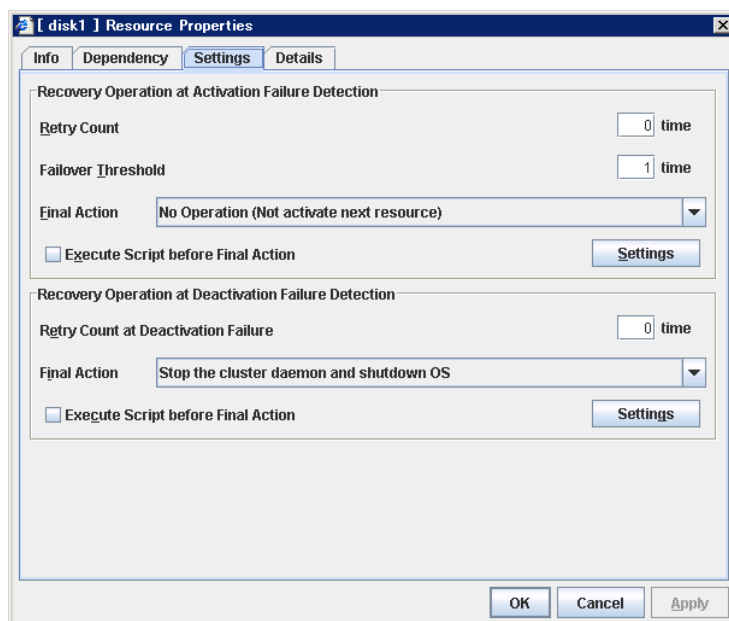 [ disk1 ] Resource Properties
Info Dependency Settings Details
Recovery Operation at Activation Failure Detection
Retry Count 0 time
Failover Threshold 1 time
Final Action No Operation (Not activate next resource)
Execute Script before Final Action Settings
Recovery Operation at Deactivation Failure Detection
Retry Count at Deactivation Failure 0 time
Final Action Stop the cluster daemon and shutdown OS
Execute Script before Final Action Settings
OK Cancel Apply